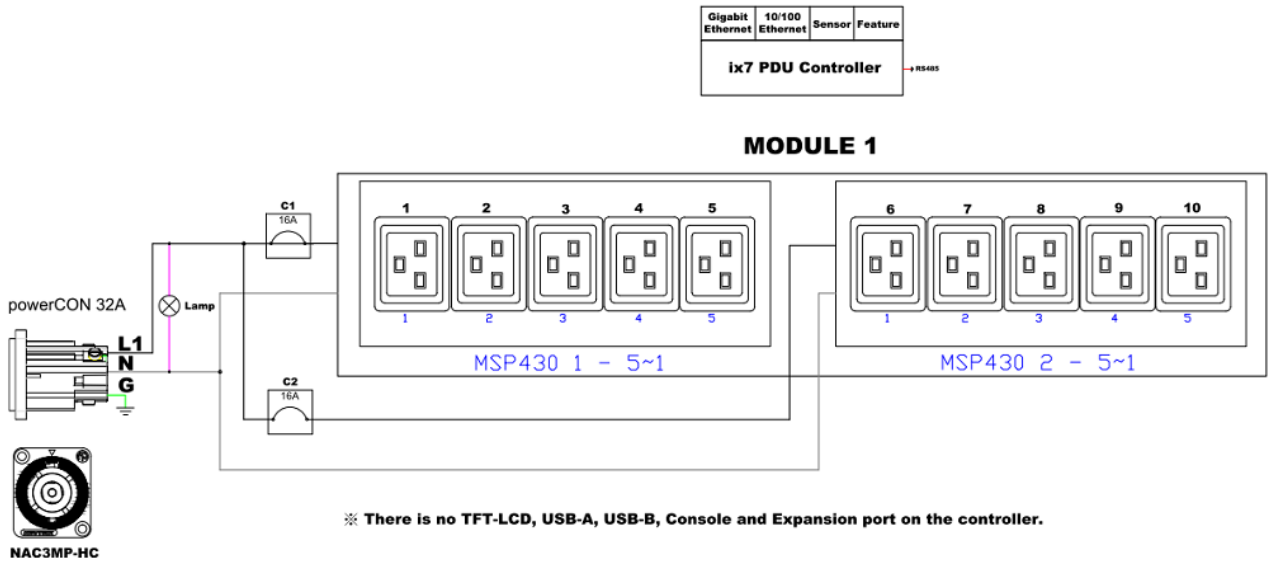 Gigabit Ethernet 10/100 Ethernet Sensor Feature
ix7 PDU Controller
RS485
MODULE 1
C1
16A
1 2 3 4 5
6 7 8 9 10
powerCON 32A
Lamp
1 2 3 4 5
1 2 3 4 5
L1
N
G
MSP430 1 - 5~1
MSP430 2 - 5~1
C2
16A
※ There is no TFT-LCD, USB-A, USB-B, Console and Expansion port on the controller.
NAC3MP-HC